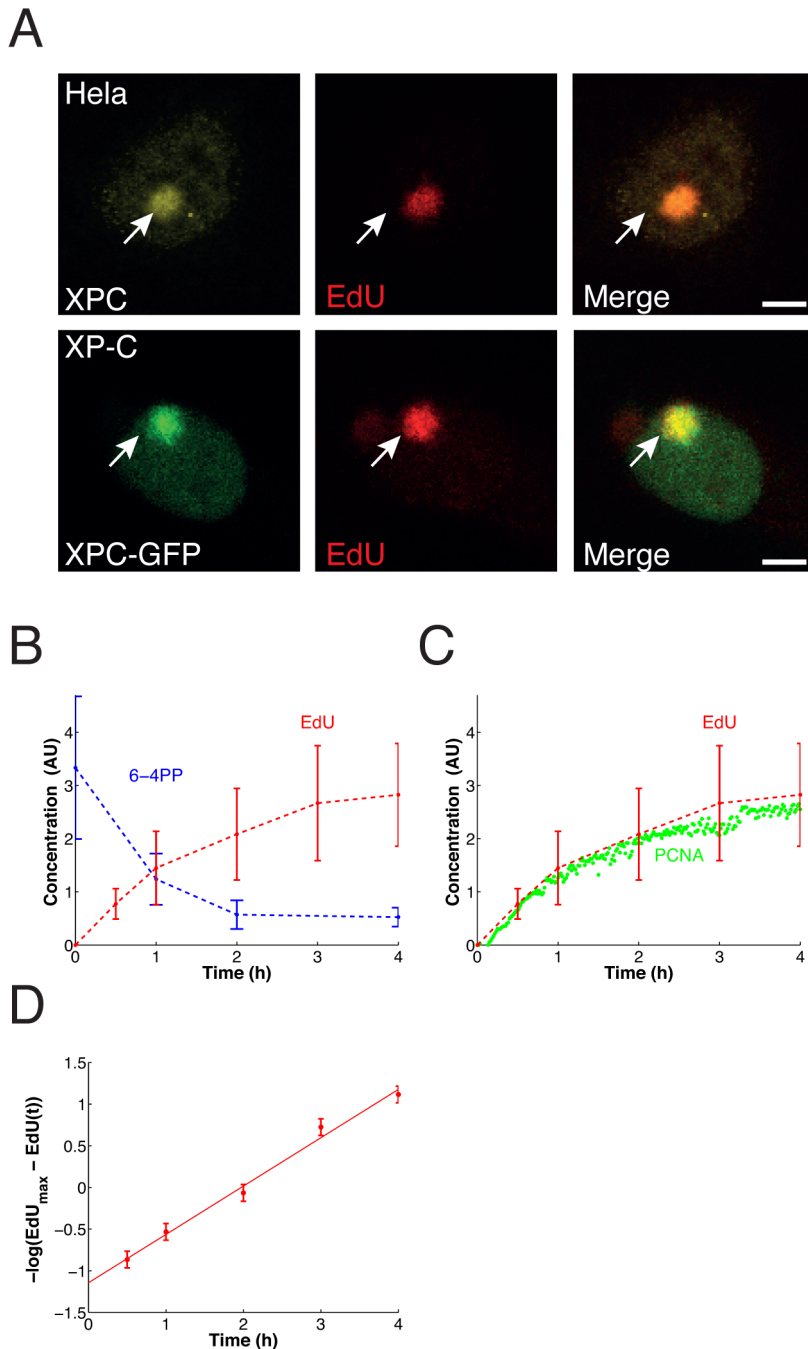 A
Hela
XPC
EdU
Merge
XP-C
XPC-GFP
EdU
Merge
B
EdU
6–4PP
Concentration (AU)
4
3
2
1
0
0 1 2 3 4
Time (h)
C
EdU
PCNA
Concentration (AU)
4
3
2
1
0
0 1 2 3 4
Time (h)
D
–log(EdUmax – EdU(t))
1.5
1
0.5
0
–0.5
–1
–1.5
0 1 2 3 4
Time (h)